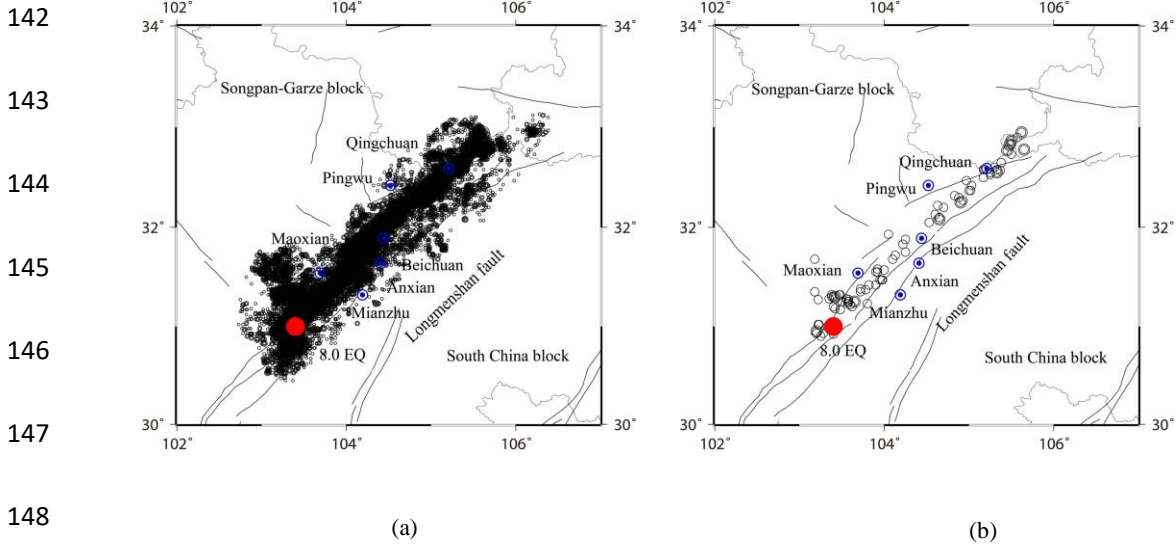 142
143
144
145
146
147
148
102˚ 104˚ 106˚
34˚ 34˚
Songpan-Garze block
Qingchuan
Pingwu
32˚ 32˚
Maoxian
Beichuan
Anxian
Mianzhu
Longmenshan fault
8.0 EQ
South China block
30˚ 30˚
102˚ 104˚ 106˚
(a)
102˚ 104˚ 106˚
34˚ 34˚
Songpan-Garze block
Qingchuan
Pingwu
32˚ 32˚
Maoxian
Beichuan
Anxian
Mianzhu
Longmenshan fault
8.0 EQ
South China block
30˚ 30˚
102˚ 104˚ 106˚
(b)